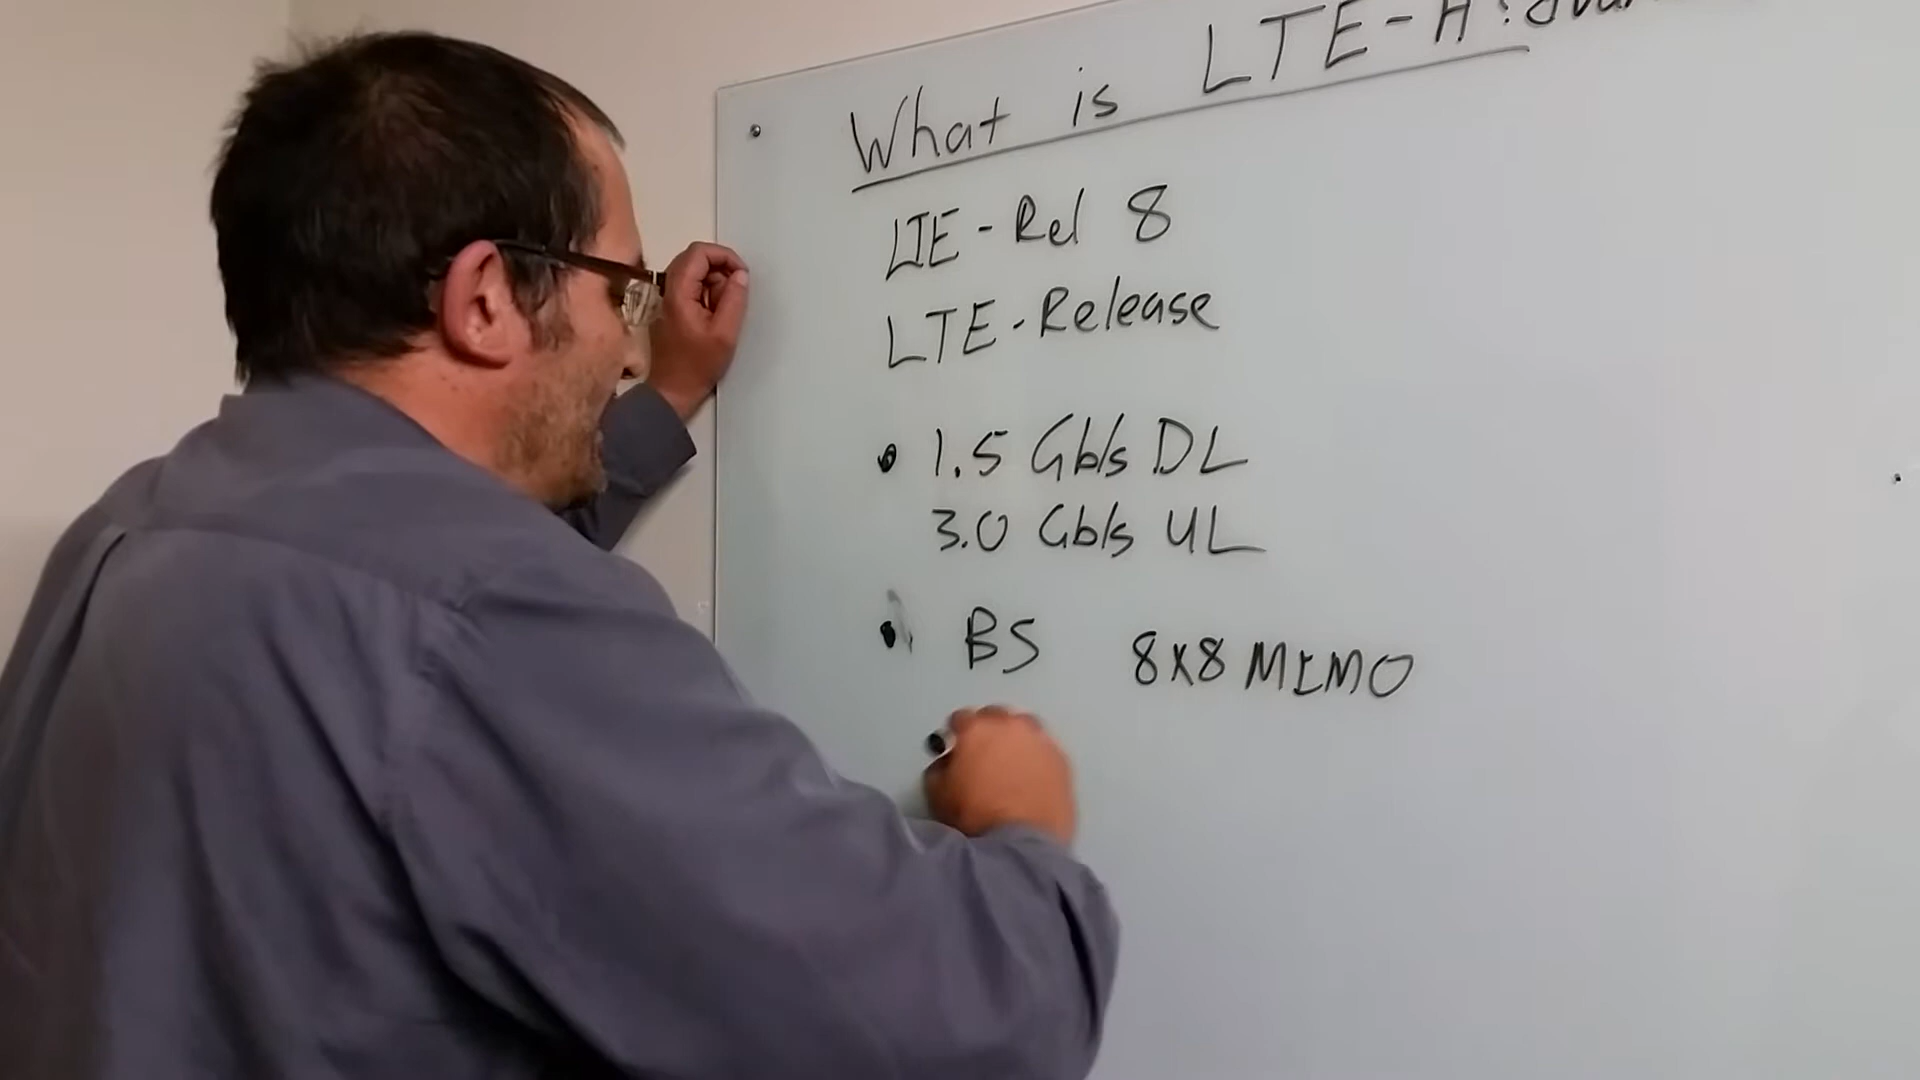 What is LTE-A
LTE-Rel 8
LTE-Release
• 1.5 Gb/s DL
3.0 Gb/s UL
• BS 8x8 MIMO